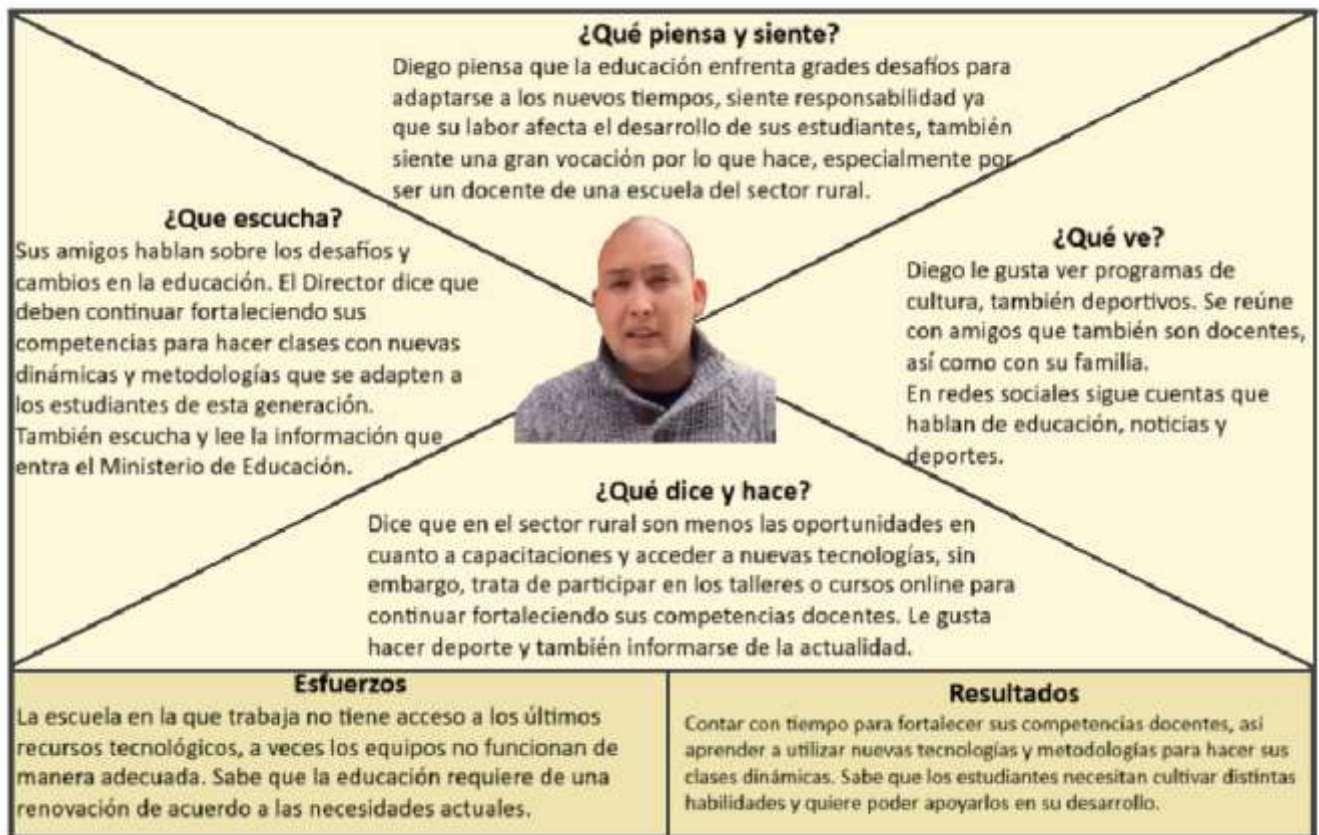 ¿Qué piensa y siente?
Diego piensa que la educación enfrenta grades desafíos para
adaptarse a los nuevos tiempos, siente responsabilidad ya
que su labor afecta el desarrollo de sus estudiantes, también
siente una gran vocación por lo que hace, especialmente por
ser un docente de una escuela del sector rural.
¿Que escucha?
Sus amigos hablan sobre los desafíos y
cambios en la educación. El Director dice que
deben continuar fortaleciendo sus
competencias para hacer clases con nuevas
dinámicas y metodologías que se adapten a
los estudiantes de esta generación.
También escucha y lee la información que
entra el Ministerio de Educación.
¿Qué ve?
Diego le gusta ver programas de
cultura, también deportivos. Se reúne
con amigos que también son docentes,
así como con su familia.
En redes sociales sigue cuentas que
hablan de educación, noticias y
deportes.
¿Qué dice y hace?
Dice que en el sector rural son menos las oportunidades en
cuanto a capacitaciones y acceder a nuevas tecnologías, sin
embargo, trata de participar en los talleres o cursos online para
continuar fortaleciendo sus competencias docentes. Le gusta
hacer deporte y también informarse de la actualidad.
Esfuerzos
La escuela en la que trabaja no tiene acceso a los últimos
recursos tecnológicos, a veces los equipos no funcionan de
manera adecuada. Sabe que la educación requiere de una
renovación de acuerdo a las necesidades actuales.
Resultados
Contar con tiempo para fortalecer sus competencias docentes, así
aprender a utilizar nuevas tecnologías y metodologías para hacer sus
clases dinámicas. Sabe que los estudiantes necesitan cultivar distintas
habilidades y quiere poder apoyarlos en su desarrollo.